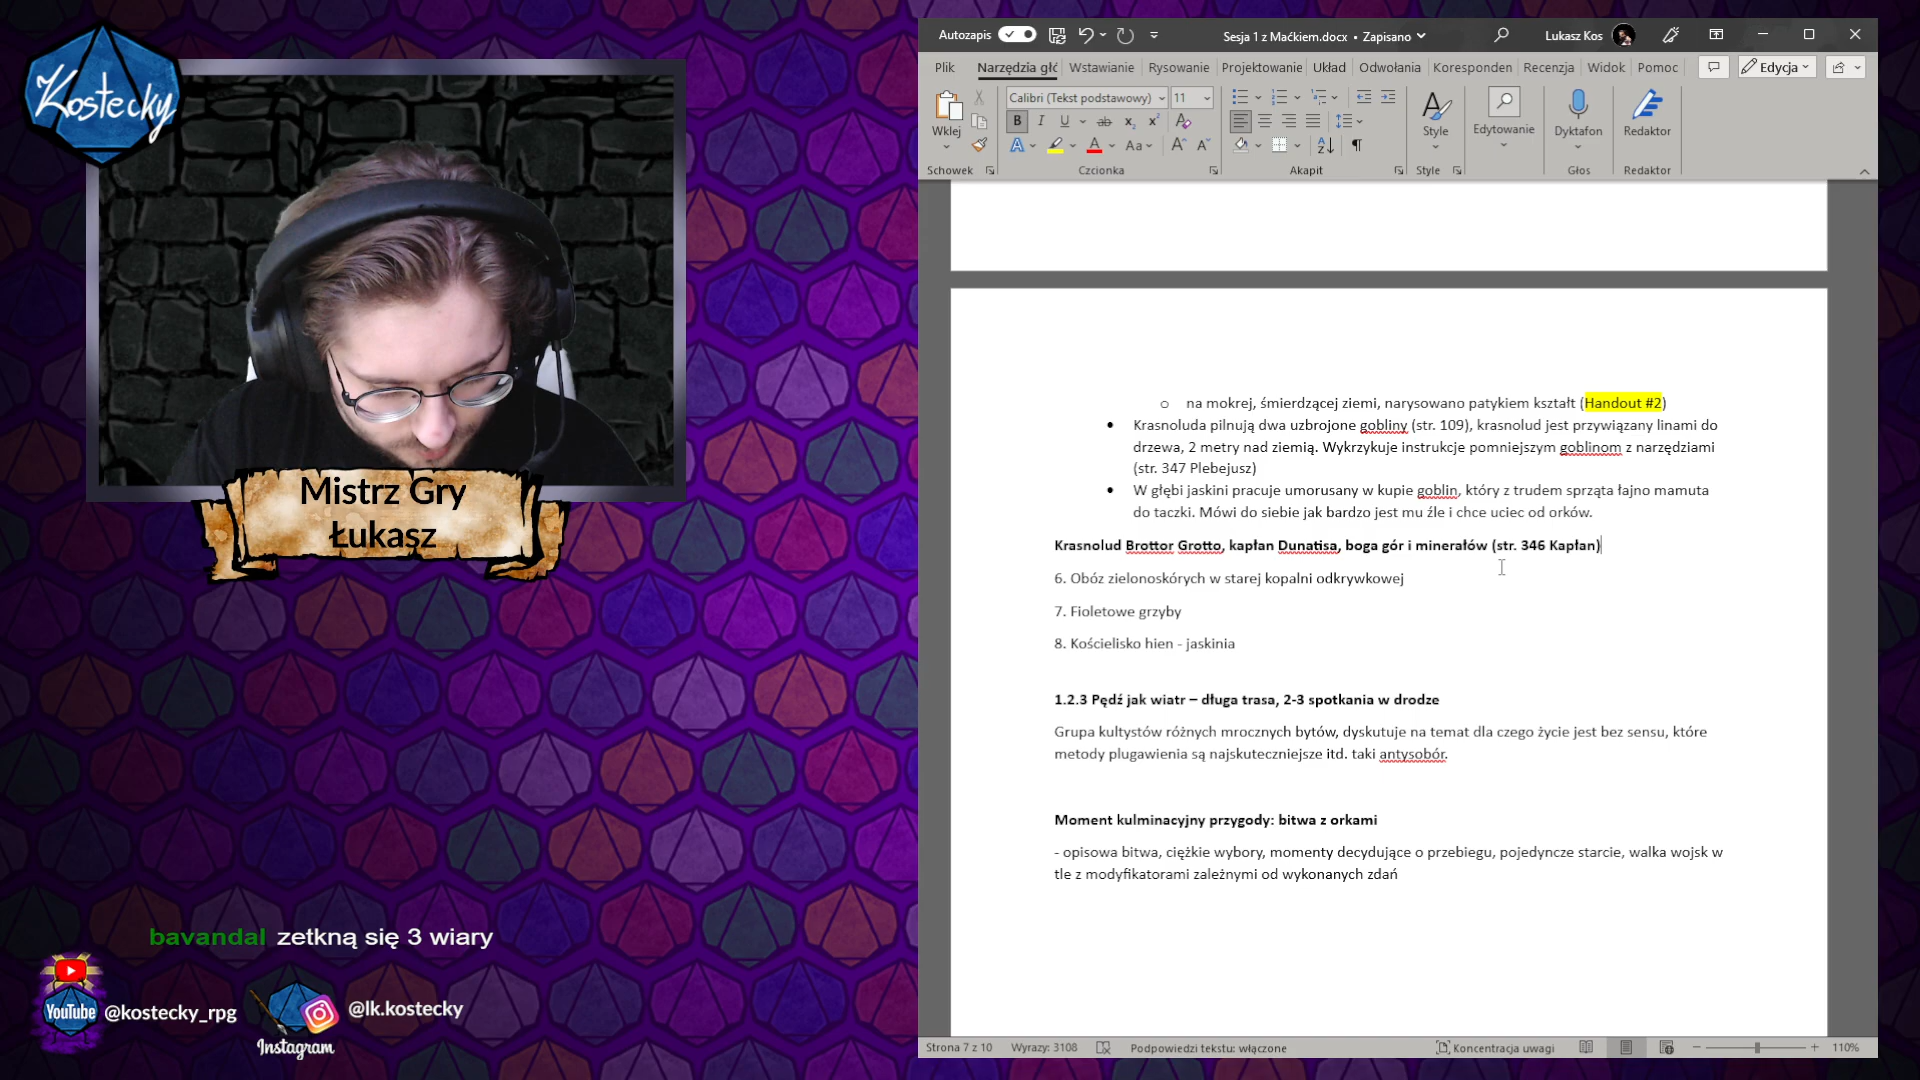 Kostecky
Mistrz Gry
Łukasz
bavandal zetkną się 3 wiary
YouTube @kostecky_rpg
Instagram @lk.kostecky
Autozapis
Sesja 1 z Maćkiem.docx • Zapisano
Lukasz Kos
Plik Narzędzia głó Wstawianie Rysowanie Projektowanie Układ Odwołania Koresponden Recenzja Widok Pomoc Edycja
Calibri (Tekst podstawowy) 11
Wklej
Style
Edytowanie
Dyktafon
Redaktor
Schowek Czcionka Akapit Style Głos Redaktor
o na mokrej, śmierdzącej ziemi, narysowano patykiem kształt (Handout #2)
• Krasnoluda pilnują dwa uzbrojone gobliny (str. 109), krasnolud jest przywiązany linami do
drzewa, 2 metry nad ziemią. Wykrzykuje instrukcje pomniejszym goblinom z narzędziami
(str. 347 Plebejusz)
• W głębi jaskini pracuje umorusany w kupie goblin, który z trudem sprząta łajno mamuta
do taczki. Mówi do siebie jak bardzo jest mu źle i chce uciec od orków.
Krasnolud Brottor Grotto, kapłan Dunatisa, boga gór i minerałów (str. 346 Kapłan)
6. Obóz zielonoskórych w starej kopalni odkrywkowej
7. Fioletowe grzyby
8. Kościelisko hien - jaskinia
1.2.3 Pędź jak wiatr – długa trasa, 2-3 spotkania w drodze
Grupa kultystów różnych mrocznych bytów, dyskutuje na temat dla czego życie jest bez sensu, które
metody plugawienia są najskuteczniejsze itd. taki antysobór.
Moment kulminacyjny przygody: bitwa z orkami
- opisowa bitwa, ciężkie wybory, momenty decydujące o przebiegu, pojedyncze starcie, walka wojsk w
tle z modyfikatorami zależnymi od wykonanych zdań
Strona 7 z 10 Wyrazy: 3108 Podpowiedzi tekstu: włączone Koncentracja uwagi 110%